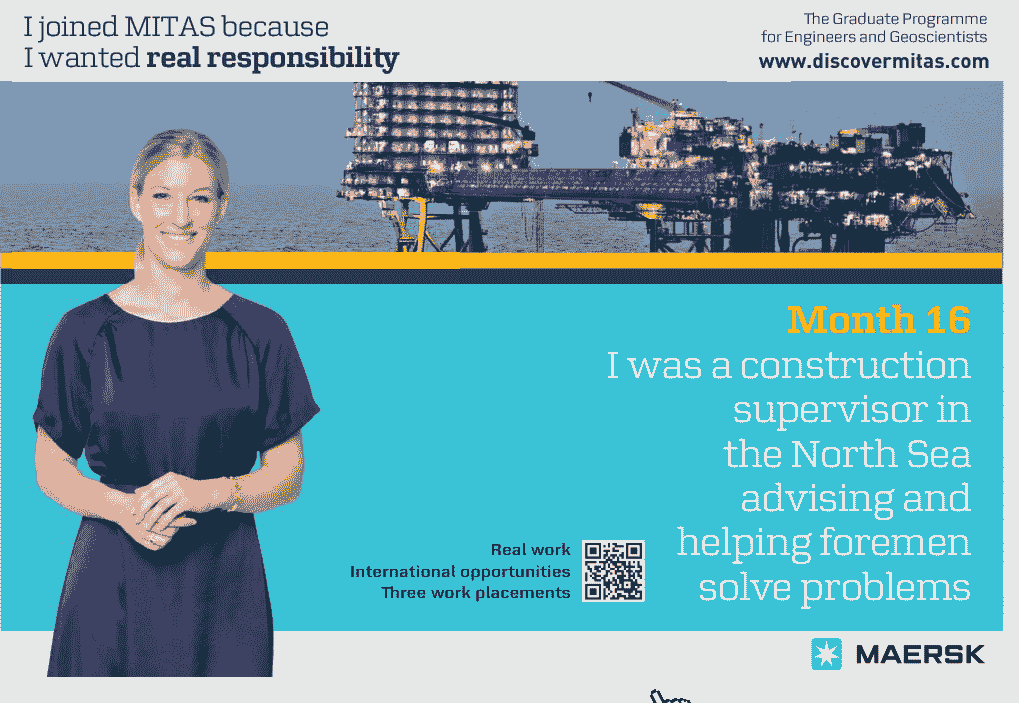 I joined MITAS because
I wanted real responsibility
The Graduate Programme
for Engineers and Geoscientists
www.discovermitas.com
Month 16
I was a construction
supervisor in
the North Sea
advising and
helping foremen
solve problems
Real work
International opportunities
Three work placements
MAERSK